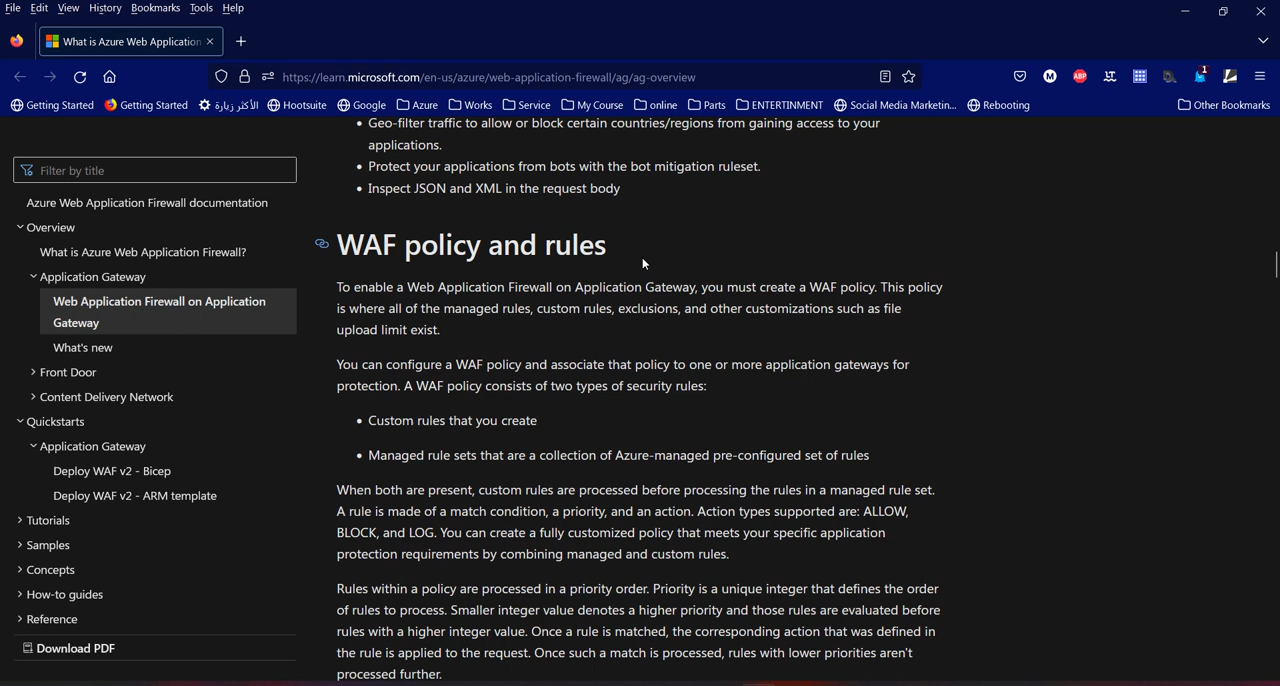 File Edit View History Bookmarks Tools Help
What is Azure Web Application
https://learn.microsoft.com/en-us/azure/web-application-firewall/ag/ag-overview
M ABP 1
Getting Started Getting Started الأكثر زيارة Hootsuite Google Azure Works Service My Course online Parts ENTERTINMENT Social Media Marketin... Rebooting Other Bookmarks
Filter by title
Azure Web Application Firewall documentation
Overview
What is Azure Web Application Firewall?
Application Gateway
Web Application Firewall on Application
Gateway
What's new
Front Door
Content Delivery Network
Quickstarts
Application Gateway
Deploy WAF v2 - Bicep
Deploy WAF v2 - ARM template
Tutorials
Samples
Concepts
How-to guides
Reference
Download PDF
• Geo-filter traffic to allow or block certain countries/regions from gaining access to your
applications.
• Protect your applications from bots with the bot mitigation ruleset.
• Inspect JSON and XML in the request body
WAF policy and rules
To enable a Web Application Firewall on Application Gateway, you must create a WAF policy. This policy
is where all of the managed rules, custom rules, exclusions, and other customizations such as file
upload limit exist.
You can configure a WAF policy and associate that policy to one or more application gateways for
protection. A WAF policy consists of two types of security rules:
• Custom rules that you create
• Managed rule sets that are a collection of Azure-managed pre-configured set of rules
When both are present, custom rules are processed before processing the rules in a managed rule set.
A rule is made of a match condition, a priority, and an action. Action types supported are: ALLOW,
BLOCK, and LOG. You can create a fully customized policy that meets your specific application
protection requirements by combining managed and custom rules.
Rules within a policy are processed in a priority order. Priority is a unique integer that defines the order
of rules to process. Smaller integer value denotes a higher priority and those rules are evaluated before
rules with a higher integer value. Once a rule is matched, the corresponding action that was defined in
the rule is applied to the request. Once such a match is processed, rules with lower priorities aren't
processed further.